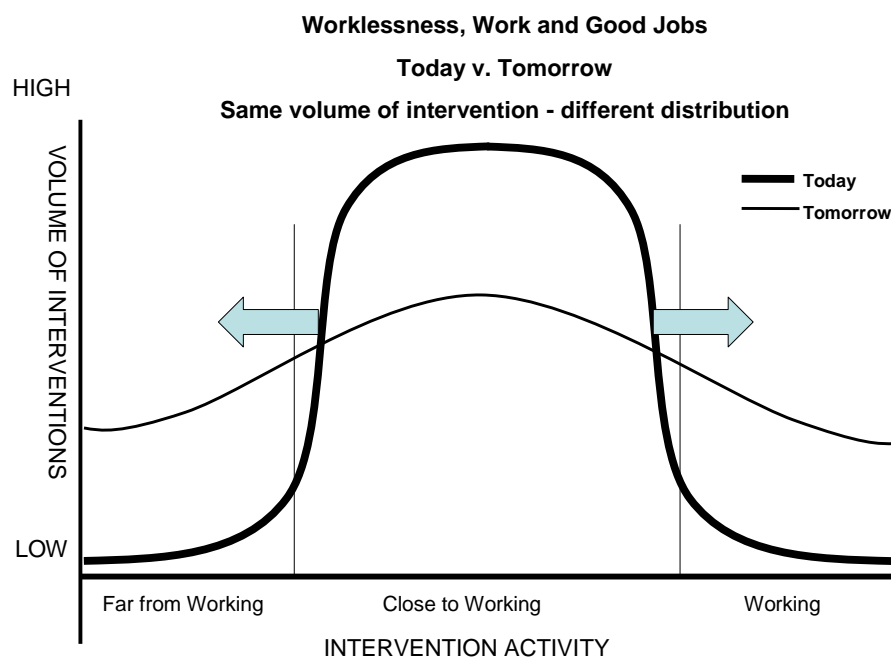 Worklessness, Work and Good Jobs
Today v. Tomorrow
Same volume of intervention - different distribution
HIGH
VOLUME OF INTERVENTIONS
Today
Tomorrow
LOW
Far from Working
Close to Working
Working
INTERVENTION ACTIVITY